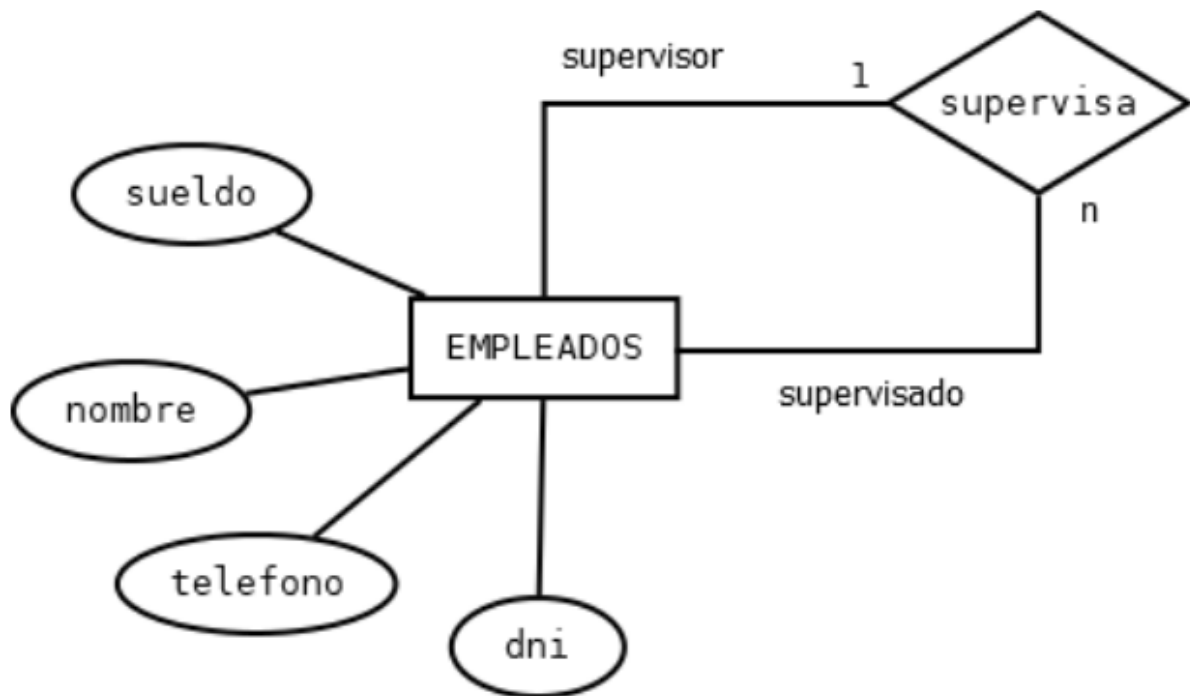 supervisor
1
supervisa
sueldo
n
EMPLEADOS
supervisado
nombre
telefono
dni